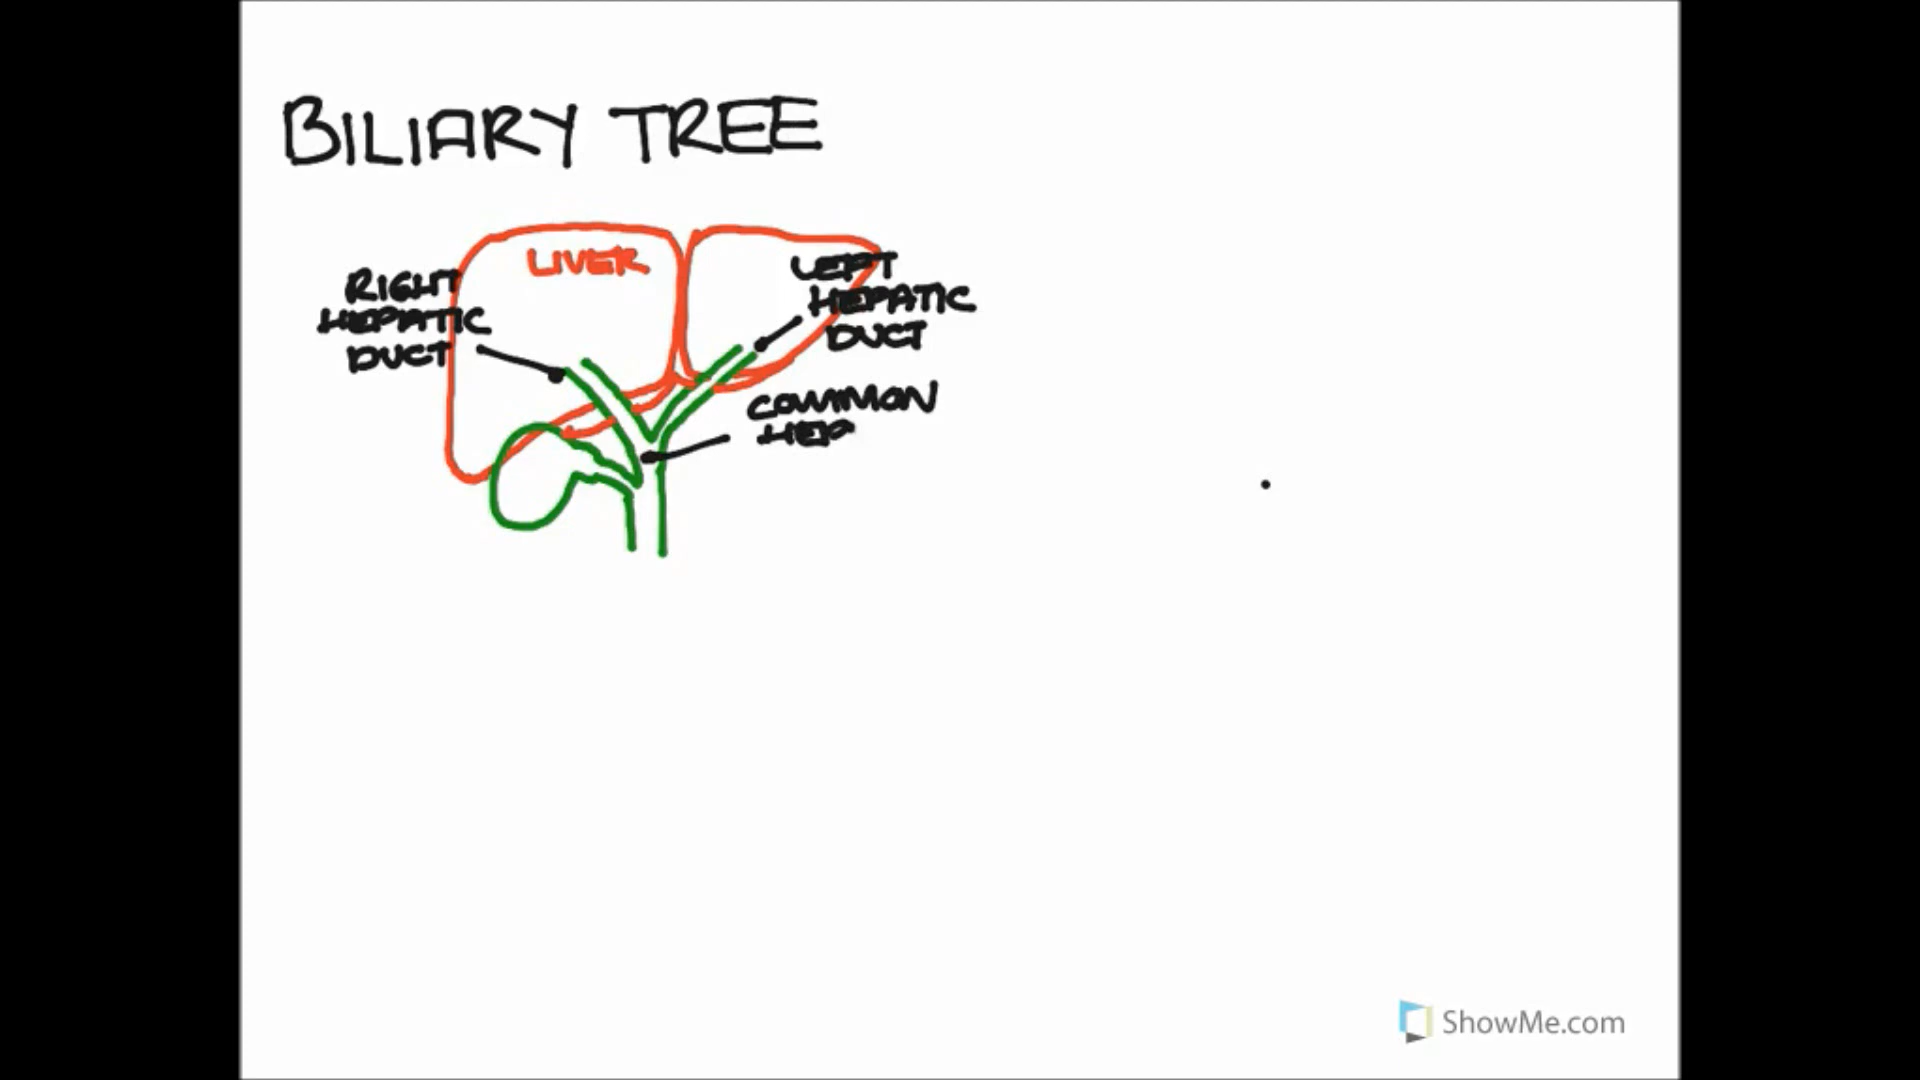 BILIARY TREE
LIVER
RIGHT
HEPATIC
DUCT
LEFT
HEPATIC
DUCT
COMMON
HEP
ShowMe.com